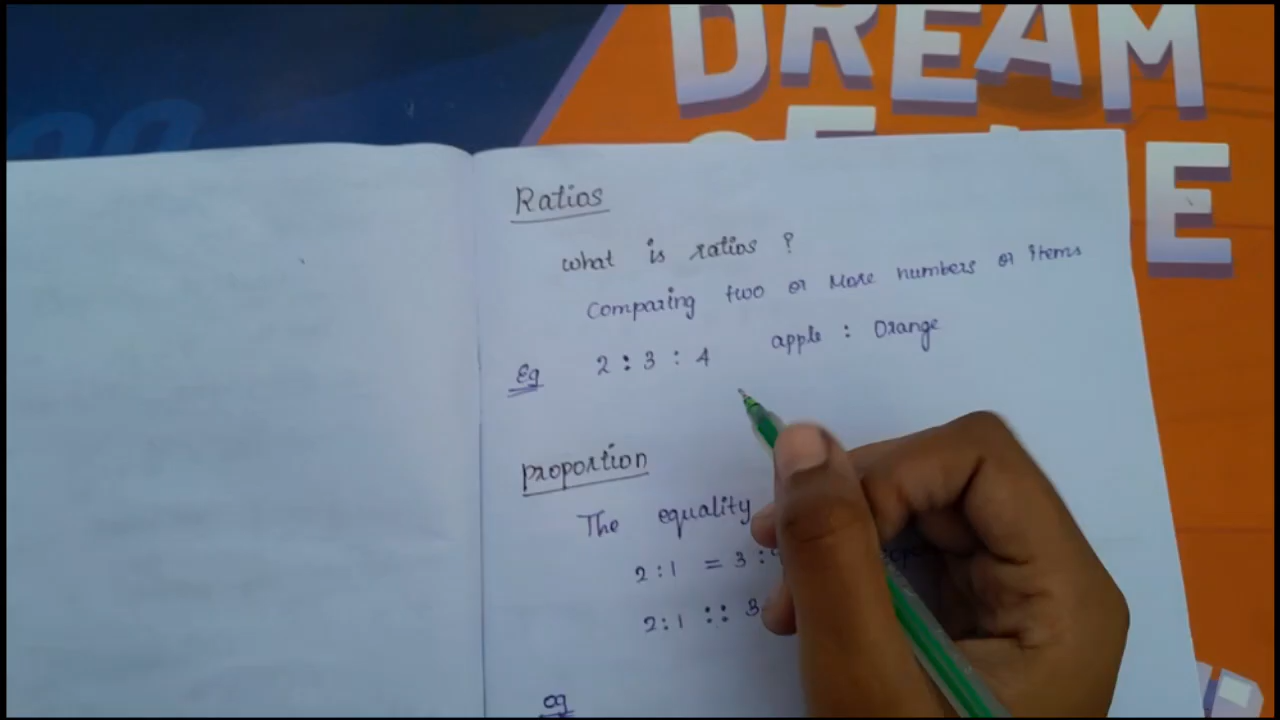 DREAM
Ratios
what is ratios ?
Comparing two or more numbers or items
Eg 2 : 3 : 4 apple : Orange
proportion
The equality
2:1 = 3:
2:1 :: 3
eg